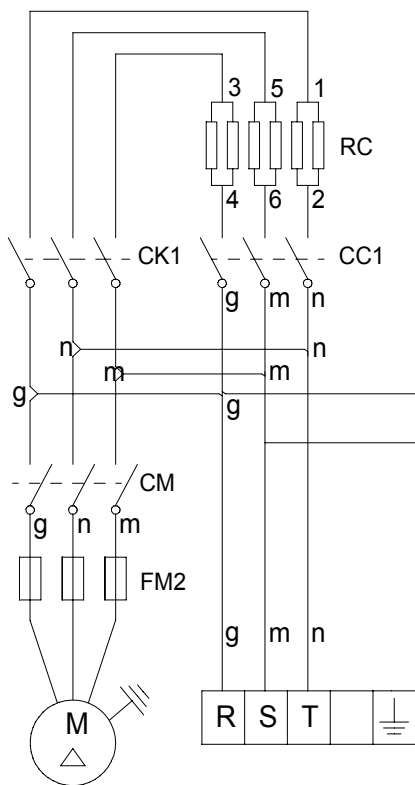 3 5 1
RC
4 6 2
CK1 CC1
g m n
n n
m m
g g
CM
g n m
FM2
g m n
M R S T